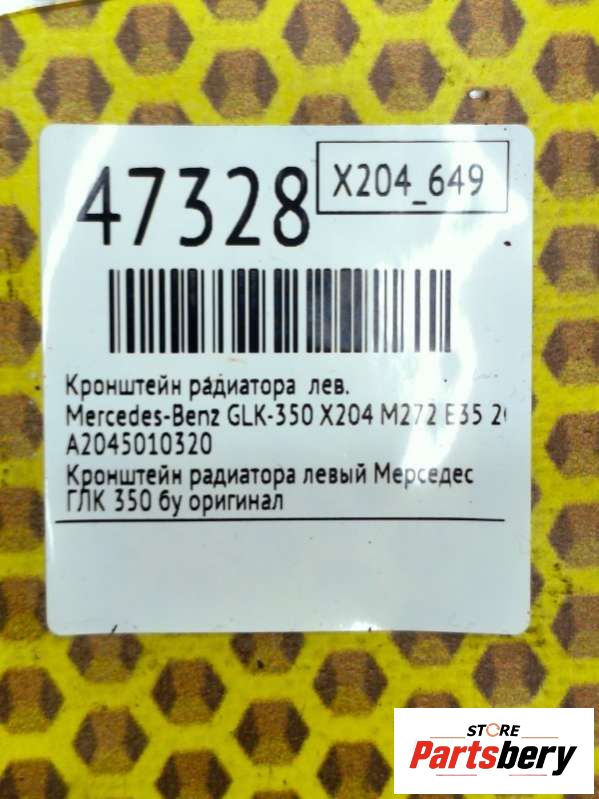 47328
X204_649
Кронштейн радиатора лев.
Mercedes-Benz GLK-350 X204 M272 E35
A2045010320
Кронштейн радиатора левый Мерседес
ГЛК 350 бу оригинал
STORE
Partsbery